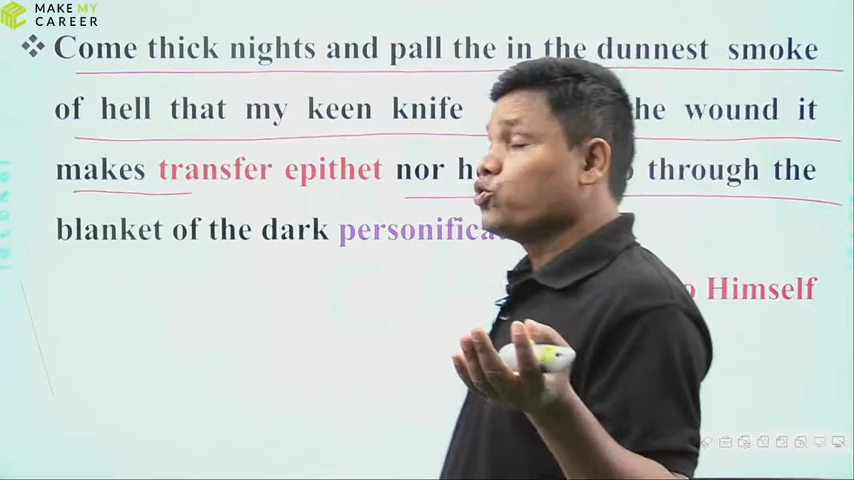 MAKE MY
CAREER
Come thick nights and pall the in the dunnest smoke
of hell that my keen knife the wound it
makes transfer epithet nor through the
blanket of the dark
Himself